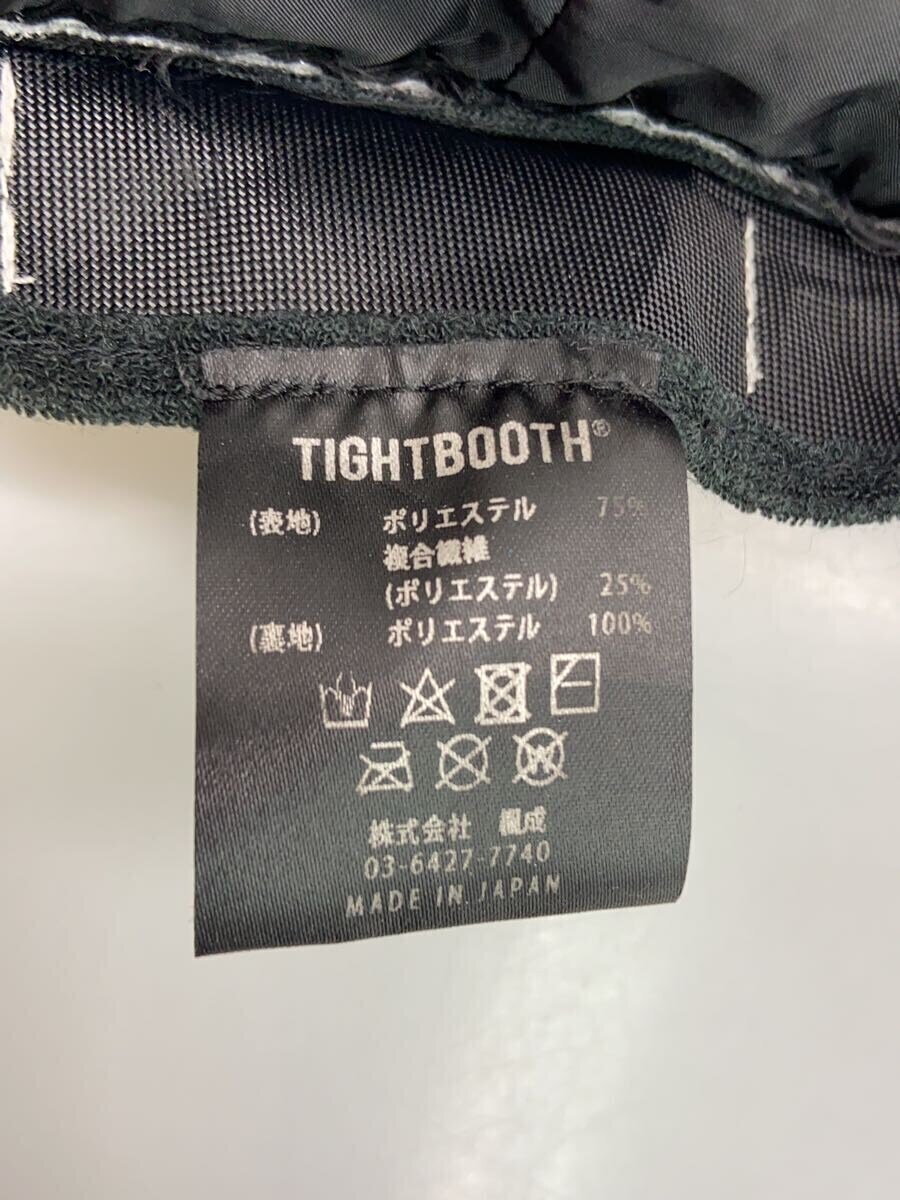 TIGHTBOOTH®
(表地) ポリエステル 75%
複合繊維
(ポリエステル) 25%
(裏地) ポリエステル 100%
株式会社
03-6427-7740
MADE IN JAPAN